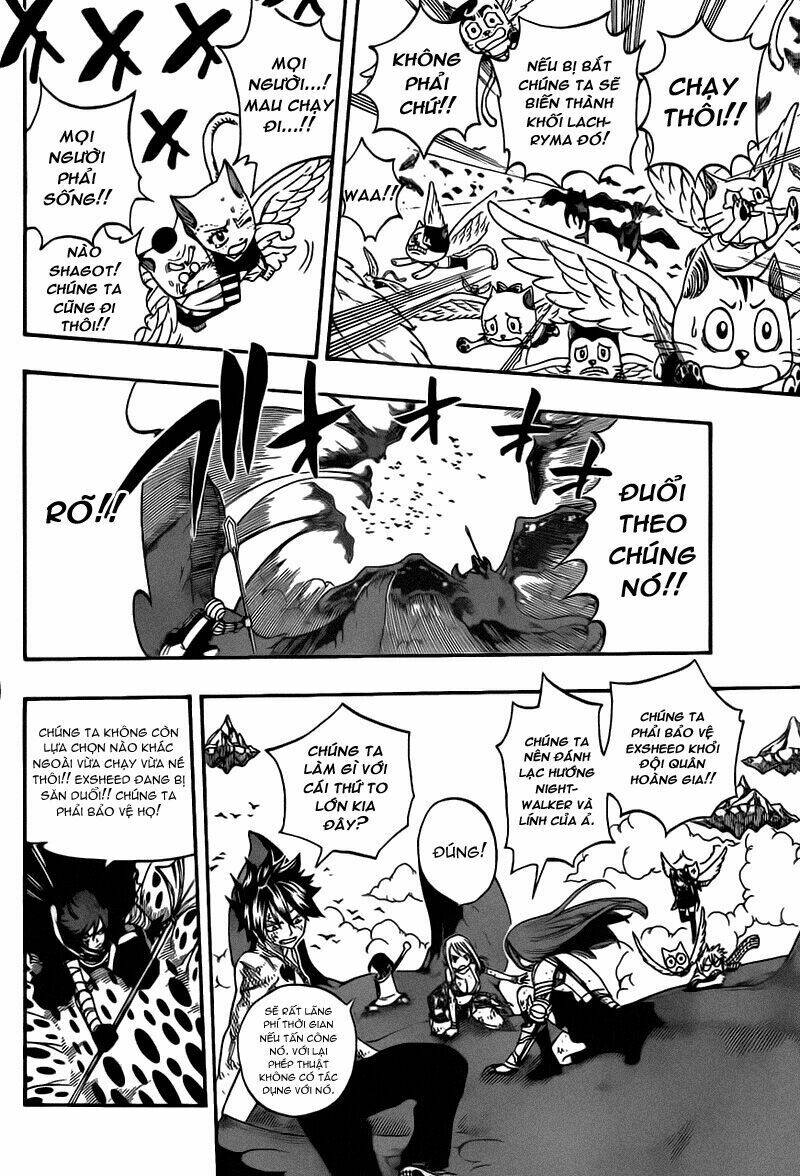 CHẠY
THÔI!!
NẾU BỊ BẮT
CHÚNG TA SẼ
BIẾN THÀNH
KHỐI LACH-
RYMA ĐÓ!
KHÔNG
PHẢI
CHỨ!!
WAA!!
MỌI
NGƯỜI...!
MAU CHẠY
ĐI...!!
MỌI
NGƯỜI
PHẢI
SỐNG!!
NÀO
SHAGOT!
CHÚNG TA
CŨNG ĐI
THÔI!!
ĐUỔI
THEO
CHÚNG
NÓ!!
RÕ!!
CHÚNG TA
PHẢI BẢO VỆ
EXSHEED KHỎI
ĐỘI QUÂN
HOÀNG GIA!!
CHÚNG TA
NÊN ĐÁNH
LẠC HƯỚNG
NIGHT-
WALKER VÀ
LÍNH CỦA Ả.
ĐÚNG!
CHÚNG TA
LÀM GÌ VỚI
CÁI THỨ TO
LỚN KIA
ĐÂY?
SẼ RẤT LÃNG
PHÍ THỜI GIAN
NẾU TẤN CÔNG
NÓ. VỚI LẠI
PHÉP THUẬT
KHÔNG CÓ TÁC
DỤNG VỚI NÓ.
CHÚNG TA KHÔNG CÒN
LỰA CHỌN NÀO KHÁC
NGOÀI VỪA CHẠY VỪA NÉ
THÔI!! EXSHEED ĐANG BỊ
SĂN DUỔI!! CHÚNG TA
PHẢI BẢO VỆ HỌ!